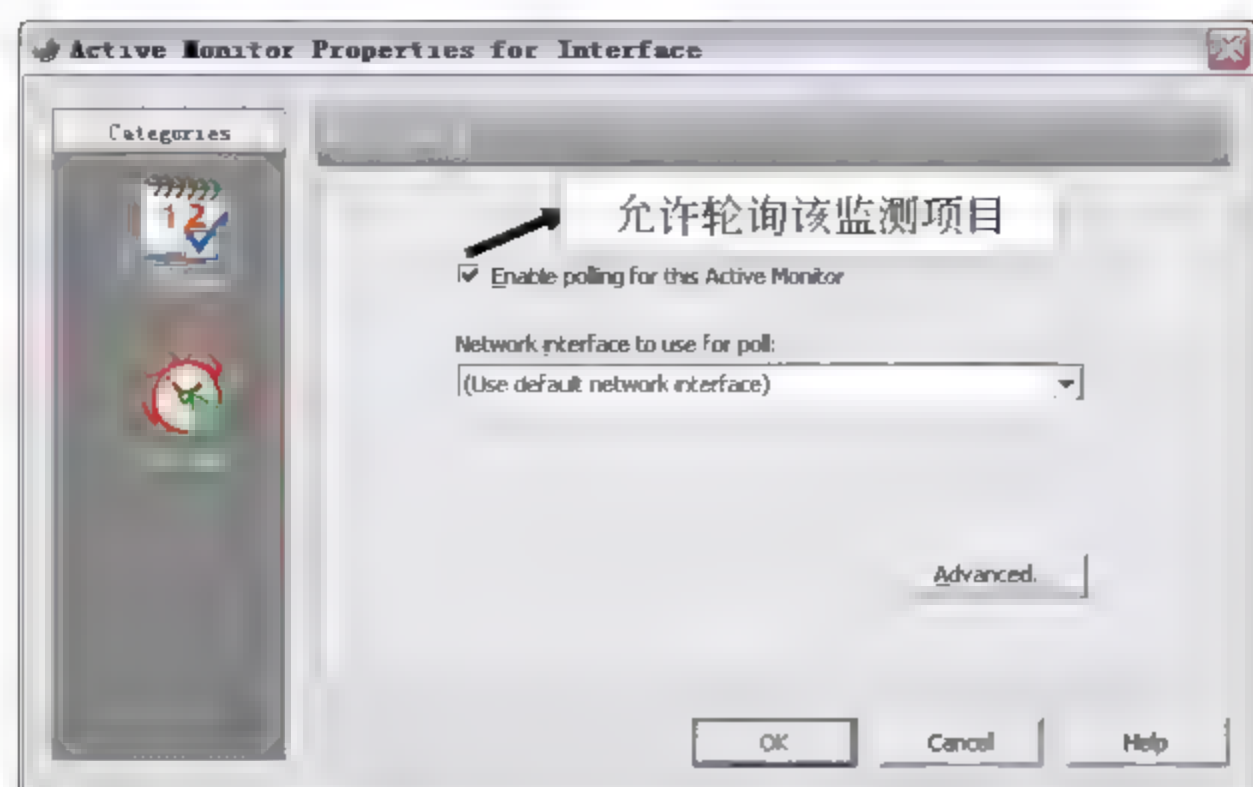 Active Monitor Properties for Interface
Categories
允许轮询该监测项目
Enable polling for this Active Monitor
Network interface to use for poll:
(Use default network interface)
Advanced.
OK
Cancel
Help